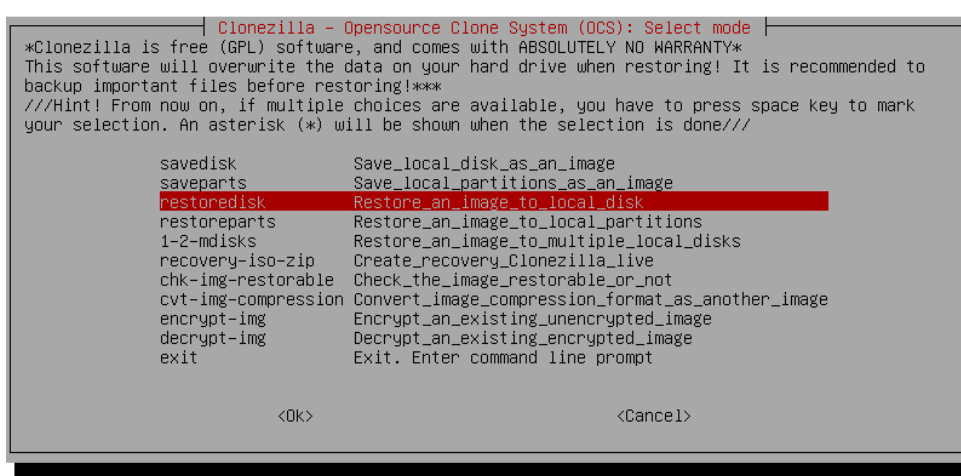 Clonezilla - Opensource Clone System (OCS): Select mode
*Clonezilla is free (GPL) software, and comes with ABSOLUTELY NO WARRANTY*
This software will overwrite the data on your hard drive when restoring! It is recommended to
backup important files before restoring!***
///Hint! From now on, if multiple choices are available, you have to press space key to mark
your selection. An asterisk (*) will be shown when the selection is done///
savedisk Save_local_disk_as_an_image
saveparts Save_local_partitions_as_an_image
restoredisk Restore_an_image_to_local_disk
restoreparts Restore_an_image_to_local_partitions
1-2-mdisks Restore_an_image_to_multiple_local_disks
recovery-iso-zip Create_recovery_Clonezilla_live
chk-img-restorable Check_the_image_restorable_or_not
cvt-img-compression Convert_image_compression_format_as_another_image
encrypt-img Encrypt_an_existing_unencrypted_image
decrypt-img Decrypt_an_existing_encrypted_image
exit Exit. Enter command line prompt
<Ok> <Cancel>